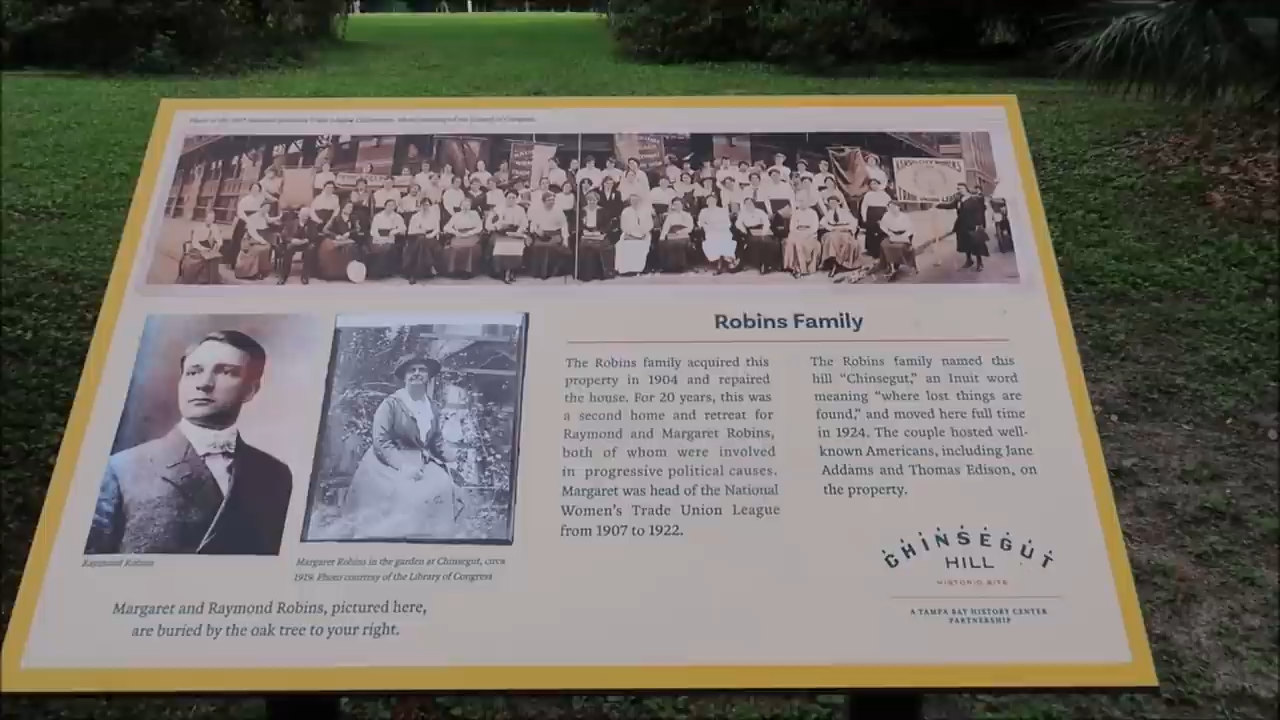 Robins Family
The Robins family acquired this
property in 1904 and repaired
the house. For 20 years, this was
a second home and retreat for
Raymond and Margaret Robins,
both of whom were involved
in progressive political causes.
Margaret was head of the National
Women's Trade Union League
from 1907 to 1922.
The Robins family named this
hill “Chinsegut,” an Inuit word
meaning “where lost things are
found,” and moved here full time
in 1924. The couple hosted well-
known Americans, including Jane
Addams and Thomas Edison, on
the property.
Raymond Robins
Margaret Robins in the garden at Chinsegut, circa
1919. Photo courtesy of the Library of Congress
Margaret and Raymond Robins, pictured here,
are buried by the oak tree to your right.
CHINSEGUT
HILL
HISTORIC SITE
A TAMPA BAY HISTORY CENTER
PARTNERSHIP